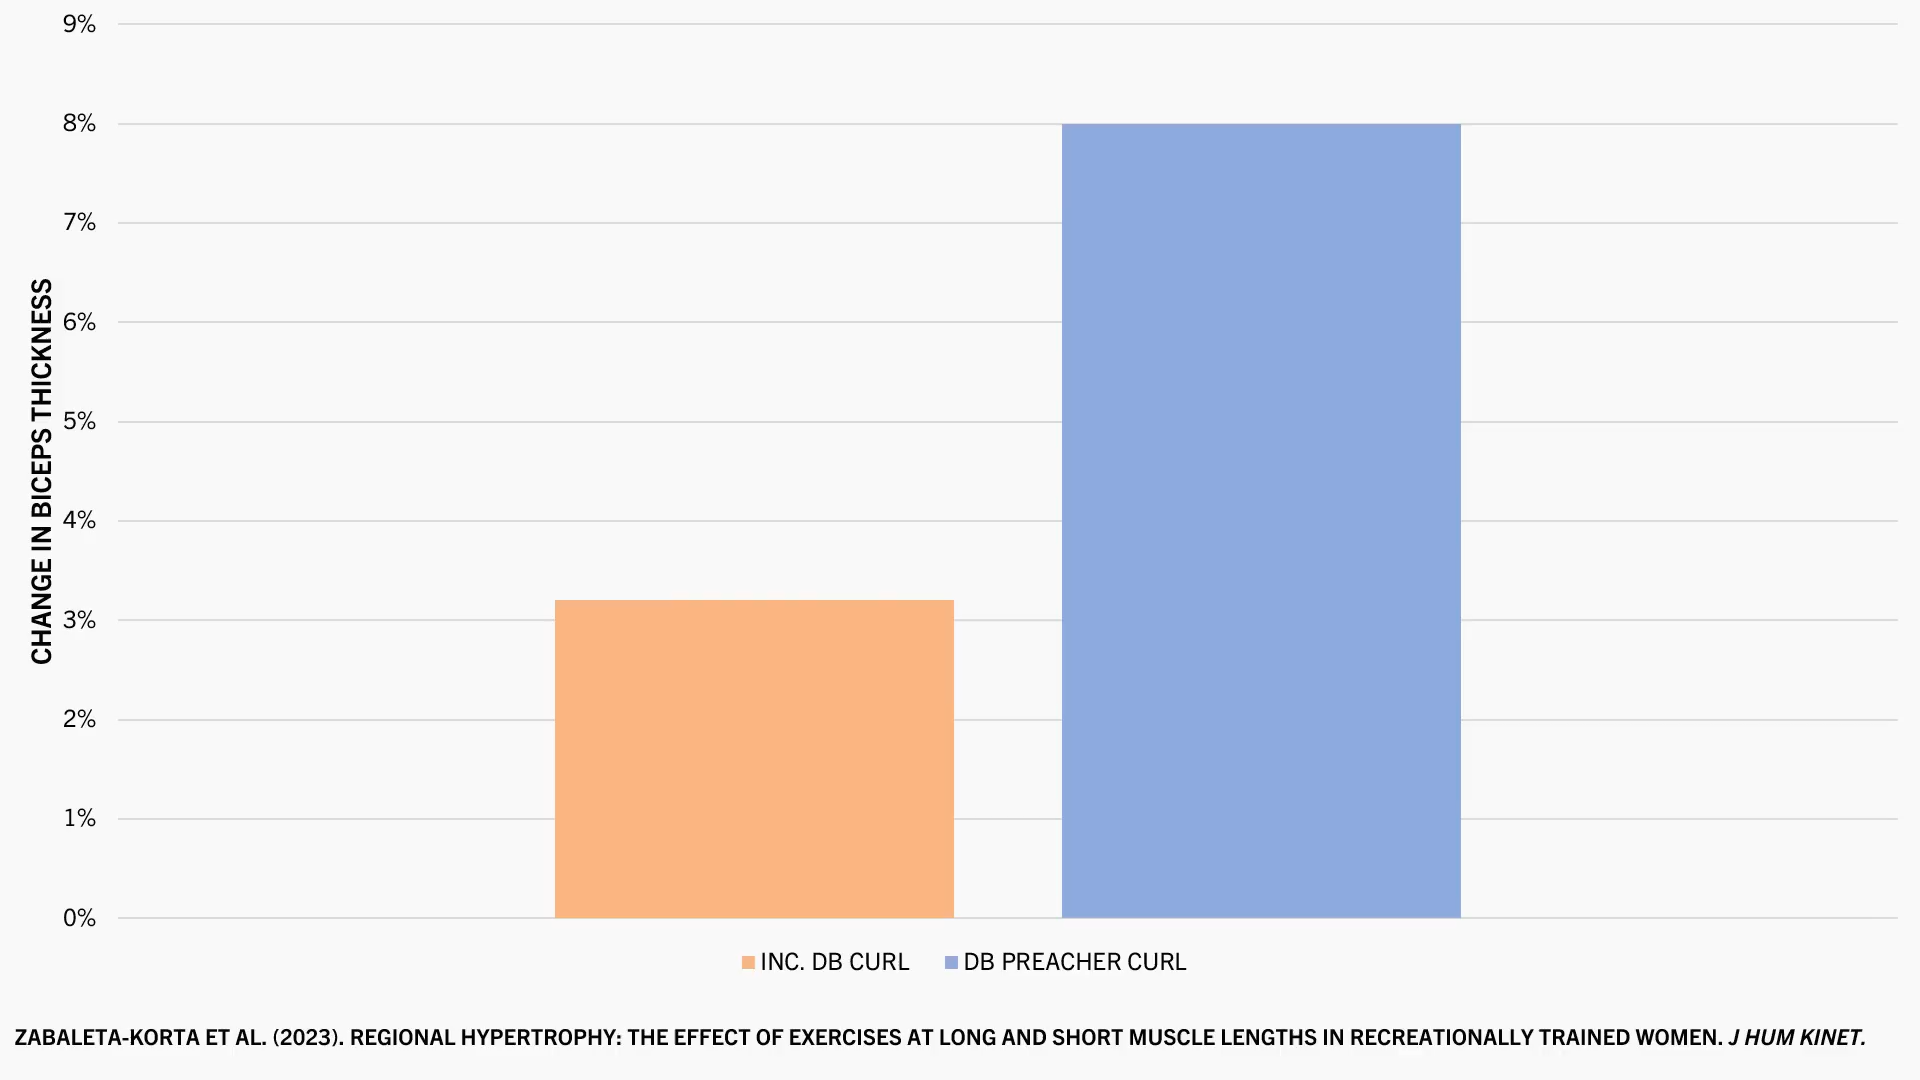 9%
8%
7%
6%
5%
4%
3%
2%
1%
0%
CHANGE IN BICEPS THICKNESS
INC. DB CURL
DB PREACHER CURL
ZABALETA-KORTA ET AL. (2023). REGIONAL HYPERTROPHY: THE EFFECT OF EXERCISES AT LONG AND SHORT MUSCLE LENGTHS IN RECREATIONALLY TRAINED WOMEN. J HUM KINET.